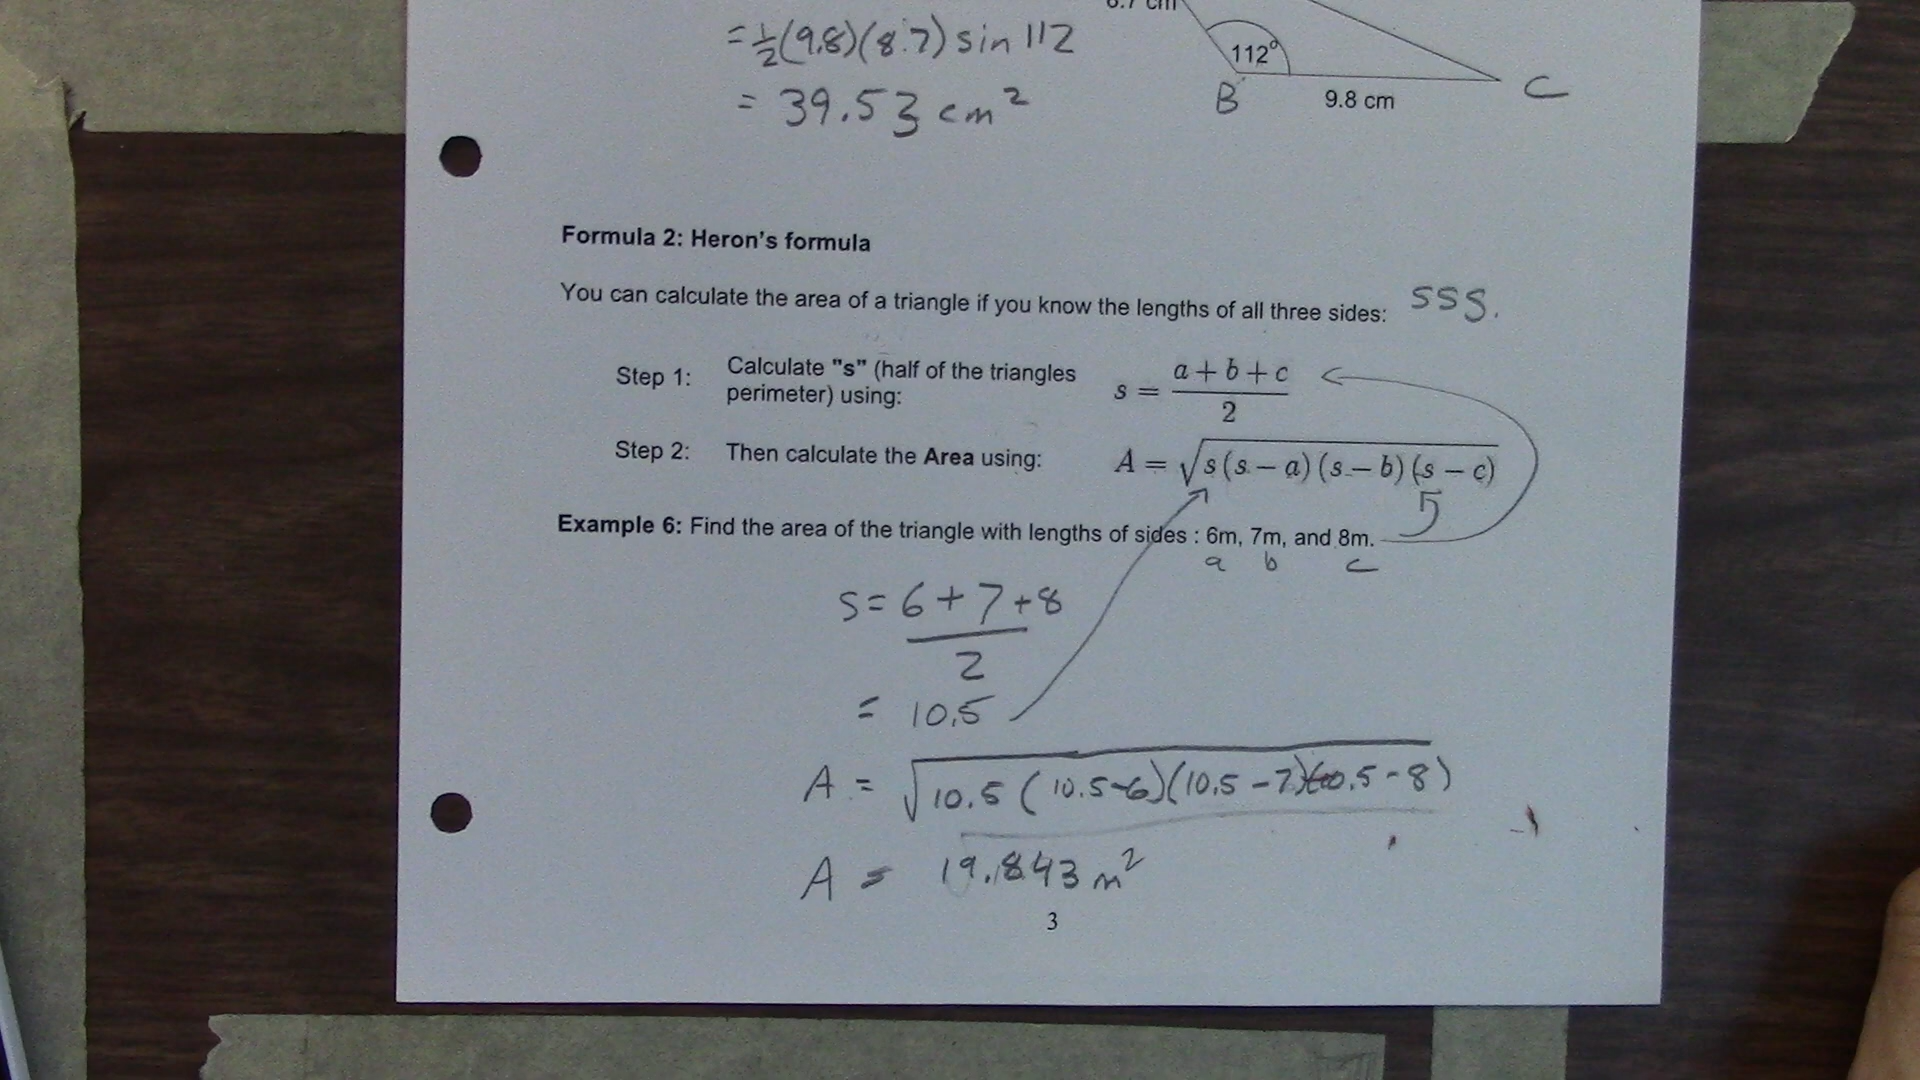 = 1/2 (9.8)(8.7) sin 112
= 39.53 cm²
8.7 cm
112°
B
9.8 cm
C
Formula 2: Heron's formula
You can calculate the area of a triangle if you know the lengths of all three sides: SSS.
Step 1: Calculate "s" (half of the triangles perimeter) using: s = (a + b + c)/2
Step 2: Then calculate the Area using: A = √s(s - a)(s - b)(s - c)
Example 6: Find the area of the triangle with lengths of sides : 6m, 7m, and 8m.
a b c
s = 6 + 7 + 8
2
= 10.5
A = √10.5 (10.5-6)(10.5-7)(10.5-8)
A = 19.843 m²
3